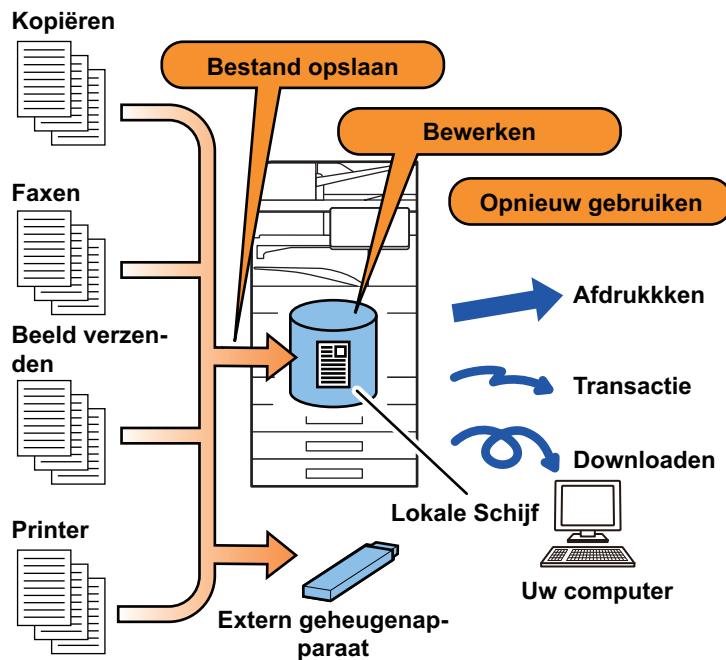 Kopiëren
Bestand opslaan
Bewerken
Faxen
Opnieuw gebruiken
Afdrukkken
Beeld verzen-
den
Transactie
Downloaden
Lokale Schijf
Printer
Uw computer
Extern geheugenap-
paraat